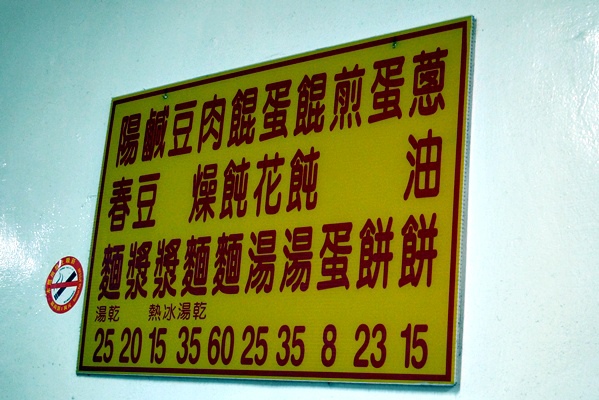 蔥油餅 15
蛋餅 23
煎蛋 8
餛飩湯 35
蛋花湯 25
餛飩麵 60
肉燥麵 湯乾 35
豆漿 熱冰 15
鹹豆漿 20
陽春麵 湯乾 25